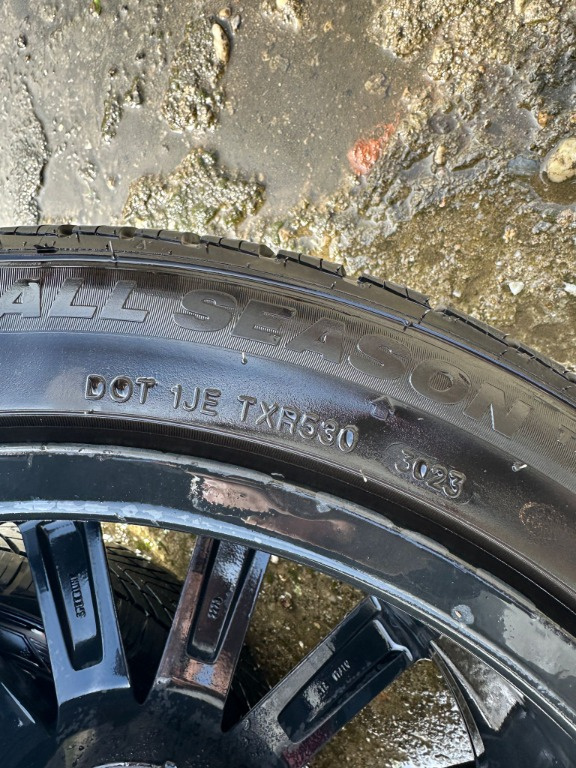 ALL SEASON
DOT 1JE TXR530 3023